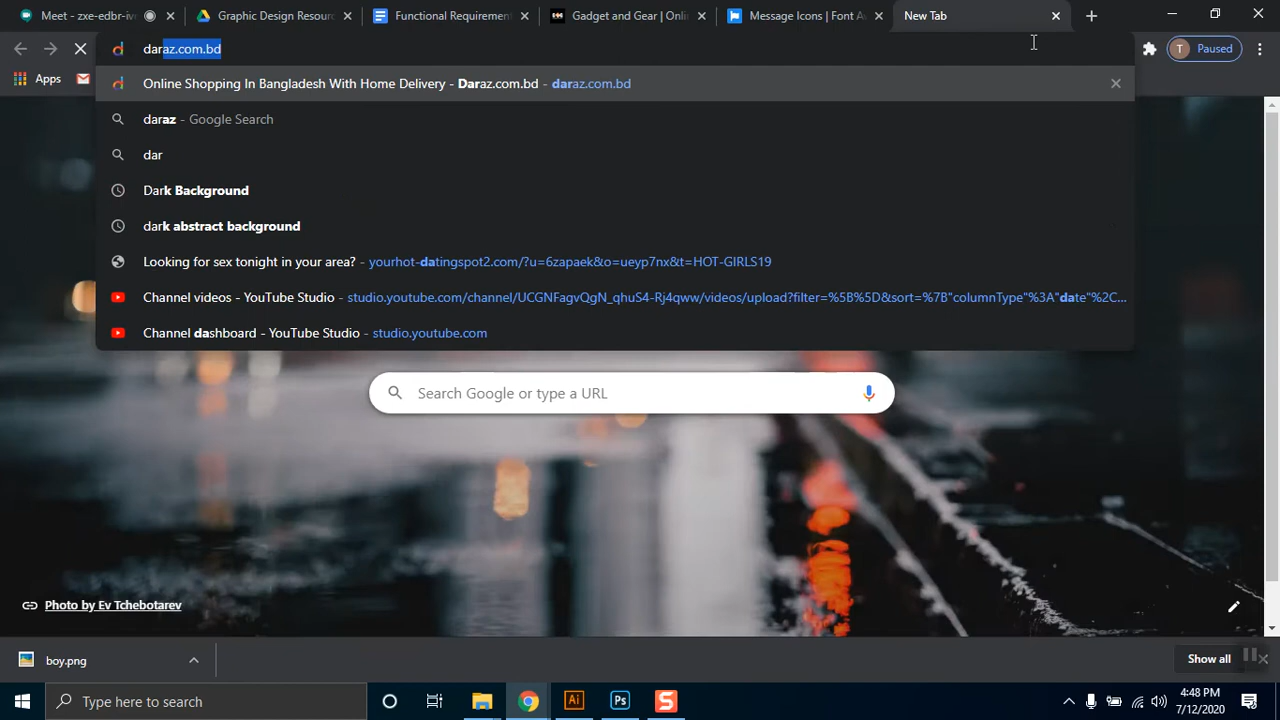 Meet - zxe-edbr-iv
Graphic Design Resour
Functional Requirement
Gadget and Gear | Onli
Message Icons | Font Aw
New Tab
daraz.com.bd
Paused
Apps
Online Shopping In Bangladesh With Home Delivery - Daraz.com.bd - daraz.com.bd
daraz - Google Search
dar
Dark Background
dark abstract background
Looking for sex tonight in your area? - yourhot-datingspot2.com/?u=6zapaek&o=ueyp7nx&t=HOT-GIRLS19
Channel videos - YouTube Studio - studio.youtube.com/channel/UCGNFagvQgN_qhuS4-Rj4qww/videos/upload?filter=%5B%5D&sort=%7B"columnType"%3A"date"%2C...
Channel dashboard - YouTube Studio - studio.youtube.com
Search Google or type a URL
Photo by Ev Tchebotarev
boy.png
Show all
Type here to search
4:48 PM
7/12/2020